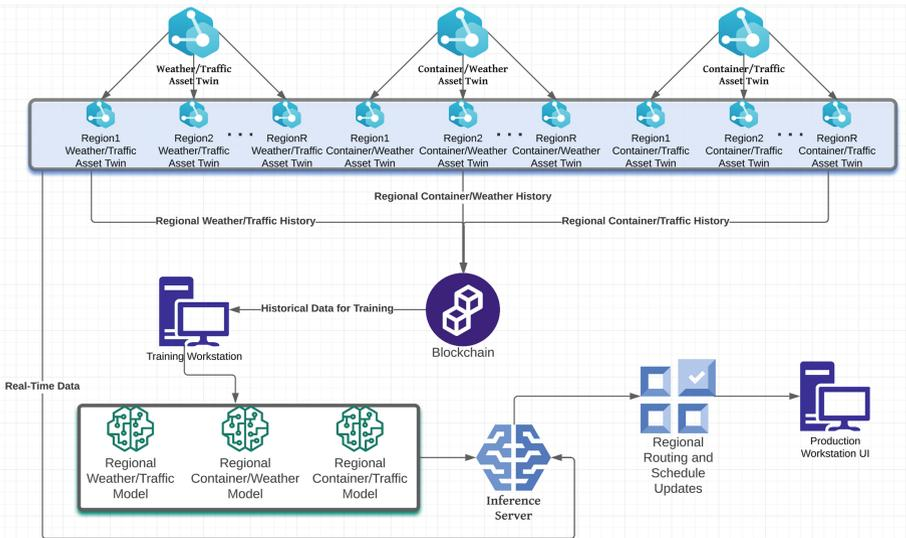 Weather/Traffic
Asset Twin
Container/Weather
Asset Twin
Container/Traffic
Asset Twin
Region1
Weather/Traffic
Asset Twin
Region2
Weather/Traffic
Asset Twin
...
RegionR
Weather/Traffic
Asset Twin
Region1
Container/Weather
Asset Twin
Region2
Container/Weather
Asset Twin
...
RegionR
Container/Weather
Asset Twin
Region1
Container/Traffic
Asset Twin
Region2
Container/Traffic
Asset Twin
...
RegionR
Container/Traffic
Asset Twin
Regional Container/Weather History
Regional Weather/Traffic History
Regional Container/Traffic History
Historical Data for Training
Blockchain
Training Workstation
Real-Time Data
Regional
Weather/Traffic
Model
Regional
Container/Weather
Model
Regional
Container/Traffic
Model
Inference
Server
Regional
Routing and
Schedule
Updates
Production
Workstation UI